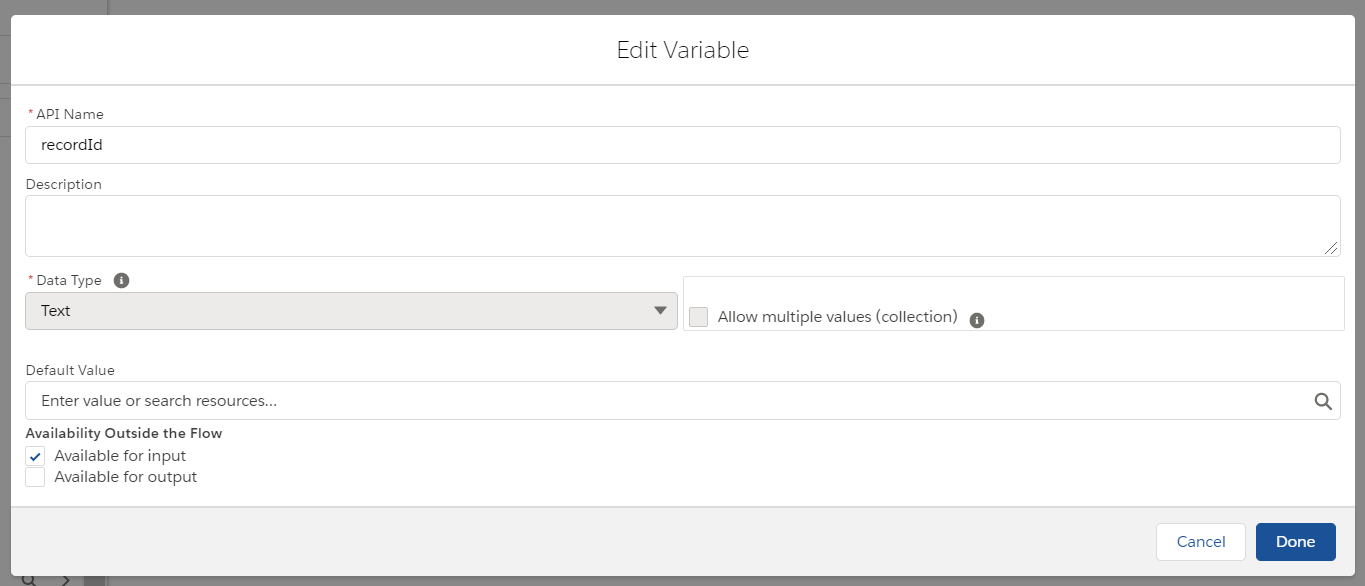 Edit Variable
* API Name
recordId
Description
* Data Type
Text
Allow multiple values (collection)
Default Value
Enter value or search resources...
Availability Outside the Flow
Available for input
Available for output
Cancel
Done